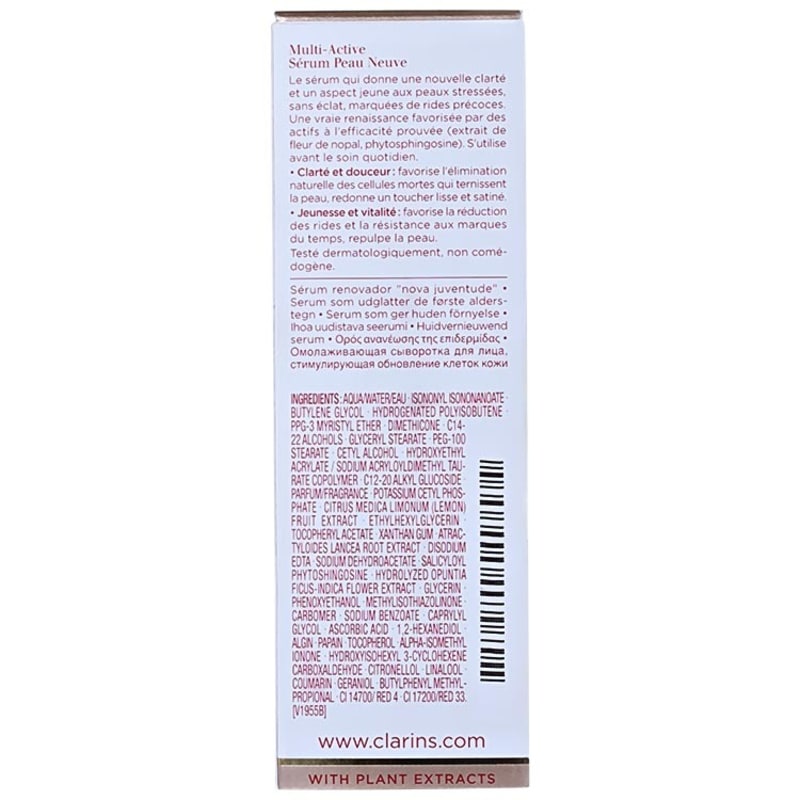 Multi-Active
Sérum Peau Neuve
Le sérum qui donne une nouvelle clarté
et un aspect jeune aux peaux stressées,
sans éclat, marquées de rides précoces.
Une vraie renaissance favorisée par des
actifs à l'efficacité prouvée (extrait de
fleur de nopal, phytosphingosine). S'utilise
avant le soin quotidien.
• Clarté et douceur : favorise l'élimination
naturelle des cellules mortes qui ternissent
la peau, redonne un toucher lisse et satiné.
• Jeunesse et vitalité : favorise la réduction
des rides et la résistance aux marques
du temps, repulpe la peau.
Testé dermatologiquement, non comé-
dogène.
Sérum renovador "nova juventude" •
Serum som udglatter de første alders-
tegn • Serum som ger huden förnyelse •
Ihoa uudistava seerumi • Huidvernieuwend
serum • Ορός ανανέωσης της επιδερμίδας •
Омолаживающая сыворотка для лица,
стимулирующая обновление клеток кожи
INGREDIENTS: AQUA/WATER/EAU · ISONONYL ISONONANOATE ·
BUTYLENE GLYCOL · HYDROGENATED POLYISOBUTENE ·
PPG-3 MYRISTYL ETHER · DIMETHICONE · C14-
22 ALCOHOLS · GLYCERYL STEARATE · PEG-100
STEARATE · CETYL ALCOHOL · HYDROXYETHYL
ACRYLATE / SODIUM ACRYLOYLDIMETHYL TAU-
RATE COPOLYMER · C12-20 ALKYL GLUCOSIDE ·
PARFUM/FRAGRANCE · POTASSIUM CETYL PHOS-
PHATE · CITRUS MEDICA LIMONUM (LEMON)
FRUIT EXTRACT · ETHYLHEXYLGLYCERIN ·
TOCOPHERYL ACETATE · XANTHAN GUM · ATRAC-
TYLOIDES LANCEA ROOT EXTRACT · DISODIUM
EDTA · SODIUM DEHYDROACETATE · SALICYLOYL
PHYTOSHINGOSINE · HYDROLYZED OPUNTIA
FICUS-INDICA FLOWER EXTRACT · GLYCERIN ·
PHENOXYETHANOL · METHYLISOTHIAZOLINONE ·
CARBOMER · SODIUM BENZOATE · CAPRYLYL
GLYCOL · ASCORBIC ACID · 1,2-HEXANEDIOL ·
ALGIN · PAPAIN · TOCOPHEROL · ALPHA-ISOMETHYL
IONONE · HYDROXYISOHEXYL 3-CYCLOHEXENE
CARBOXALDEHYDE · CITRONELLOL · LINALOOL ·
COUMARIN · GERANIOL · BUTYLPHENYL METHYL-
PROPIONAL · CI 14700/ RED 4 · CI 17200/RED 33.
[V1955B]
www.clarins.com
WITH PLANT EXTRACTS